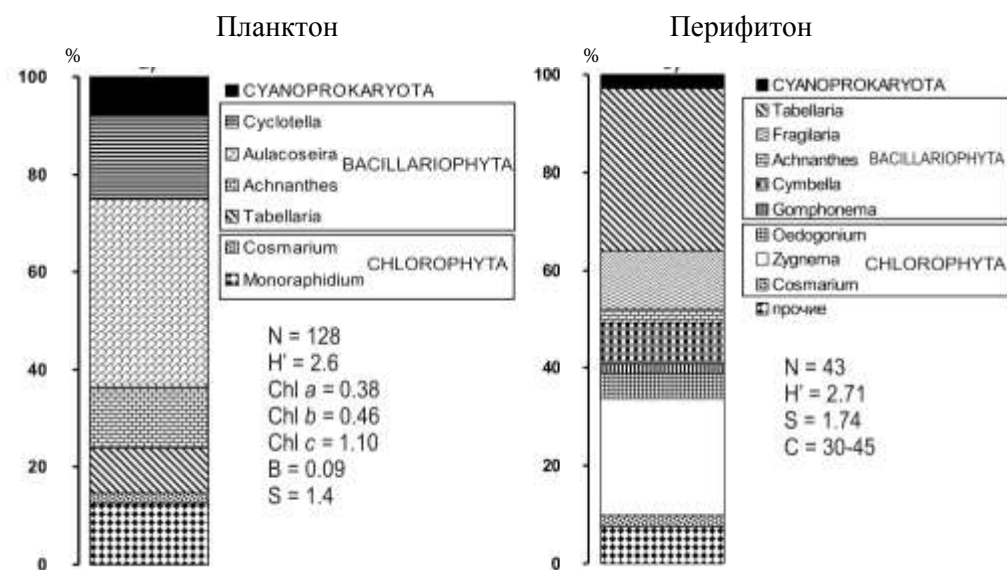 Планктон
%
100
80
60
40
20
0
CYANOPROKARYOTA
Cyclotella
Aulacoseira
BACILLARIOPHYTA
Achnanthes
Tabellaria
Cosmarium
CHLOROPHYTA
Monoraphidium
N = 128
H' = 2.6
Chl a = 0.38
Chl b = 0.46
Chl c = 1.10
B = 0.09
S = 1.4
Перифитон
%
100
80
60
40
20
0
CYANOPROKARYOTA
Tabellaria
Fragilaria
Achnanthes BACILLARIOPHYTA
Cymbella
Gomphonema
Oedogonium
Zygnema CHLOROPHYTA
Cosmarium
прочие
N = 43
H' = 2.71
S = 1.74
C = 30-45